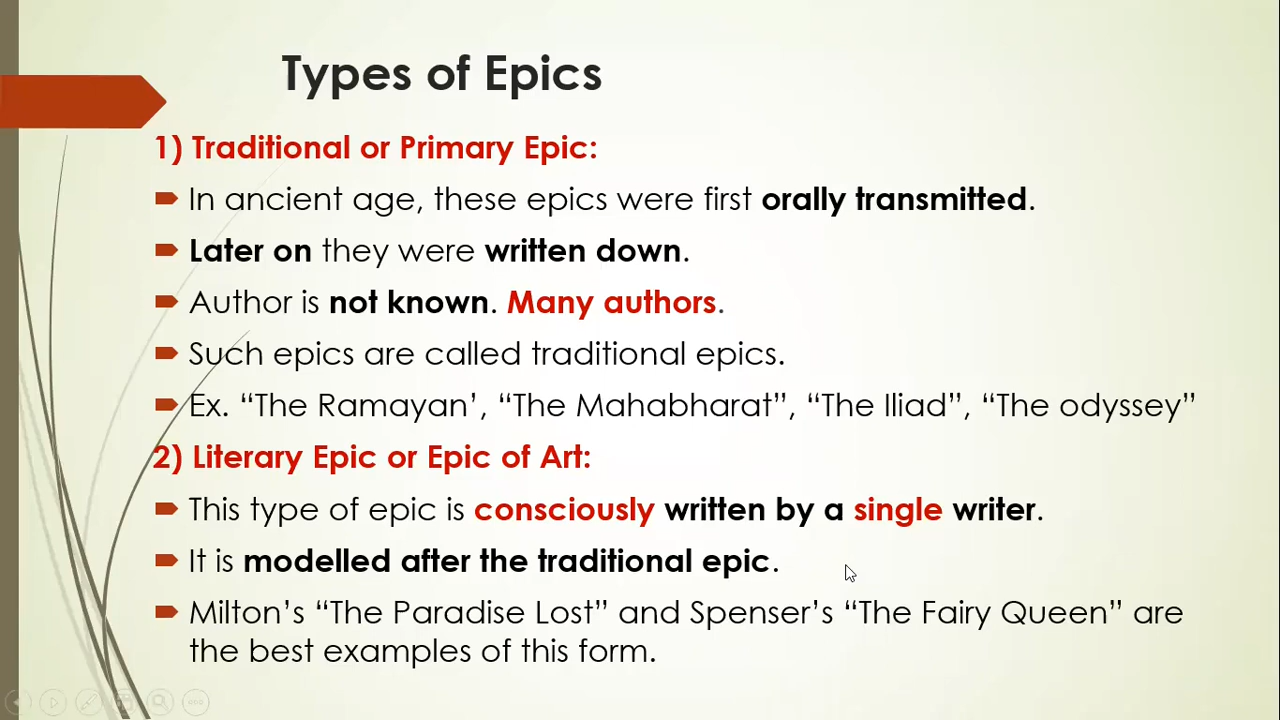 Types of Epics
1) Traditional or Primary Epic:
In ancient age, these epics were first orally transmitted.
Later on they were written down.
Author is not known. Many authors.
Such epics are called traditional epics.
Ex. “The Ramayan’, “The Mahabharat”, “The Iliad”, “The odyssey”
2) Literary Epic or Epic of Art:
This type of epic is consciously written by a single writer.
It is modelled after the traditional epic.
Milton’s “The Paradise Lost” and Spenser’s “The Fairy Queen” are
the best examples of this form.